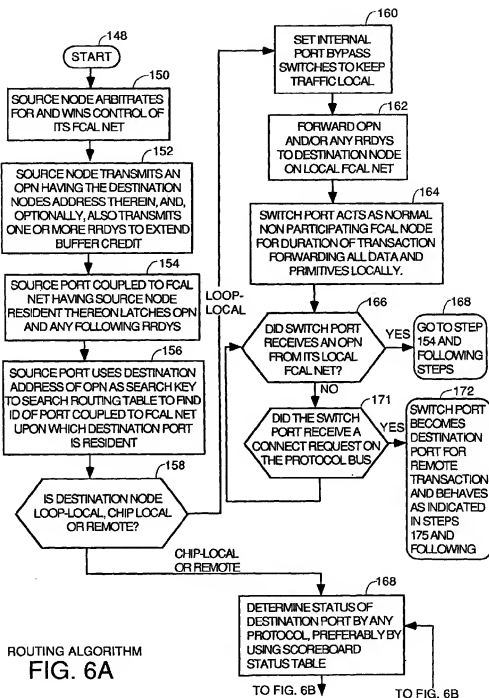 148
START
150
SOURCE NODE ARBITRATES
FOR AND WINS CONTROL OF
ITS FCAL NET
152
SOURCE NODE TRANSMITS AN
OPN HAVING THE DESTINATION
NODES ADDRESS THEREIN, AND,
OPTIONALLY, ALSO TRANSMITS
ONE OR MORE RRDYS TO EXTEND
BUFFER CREDIT
154
SOURCE PORT COUPLED TO FCAL
NET HAVING SOURCE NODE
RESIDENT THEREON LATCHES OPN
AND ANY FOLLOWING RRDYS
156
SOURCE PORT USES DESTINATION
ADDRESS OF OPN AS SEARCH KEY
TO SEARCH ROUTING TABLE TO FIND
ID OF PORT COUPLED TO FCAL NET
UPON WHICH DESTINATION PORT
IS RESIDENT
158
IS DESTINATION NODE
LOOP-LOCAL, CHIP LOCAL
OR REMOTE?
LOOP-
LOCAL
CHIP-LOCAL
OR REMOTE
160
SET INTERNAL
PORT BYPASS
SWITCHES TO KEEP
TRAFFIC LOCAL
162
FORWARD OPN
AND/OR ANY RRDYS
TO DESTINATION NODE
ON LOCAL FCAL NET
164
SWITCH PORT ACTS AS NORMAL
NON PARTICIPATING FCAL NODE
FOR DURATION OF TRANSACTION
FORWARDING ALL DATA AND
PRIMITIVES LOCALLY.
166
DID SWITCH PORT
RECEIVES AN OPN
FROM ITS LOCAL
FCAL NET?
YES
168
GO TO STEP
154 AND
FOLLOWING
STEPS
NO
171
DID THE SWITCH
PORT RECEIVE A
CONNECT REQUEST ON
THE PROTOCOL BUS?
YES
172
SWITCH PORT
BECOMES
DESTINATION
PORT FOR
REMOTE
TRANSACTION
AND BEHAVES
AS INDICATED
IN STEPS
175 AND
FOLLOWING
168
DETERMINE STATUS OF
DESTINATION PORT BY ANY
PROTOCOL, PREFERABLY BY
USING SCOREBOARD
STATUS TABLE
TO FIG. 6B
TO FIG. 6B
ROUTING ALGORITHM
FIG. 6A